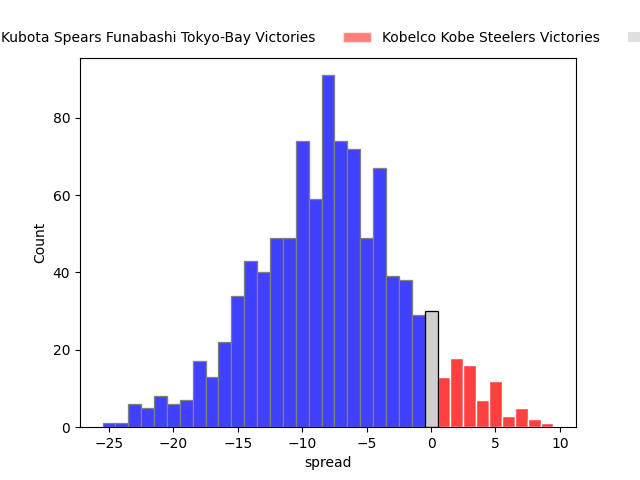 Kubota Spears Funabashi Tokyo-Bay Victories Kobelco Kobe Steelers Victories
80
60
40
20
0
Count
−25 −20 −15 −10 −5 0 5 10
spread